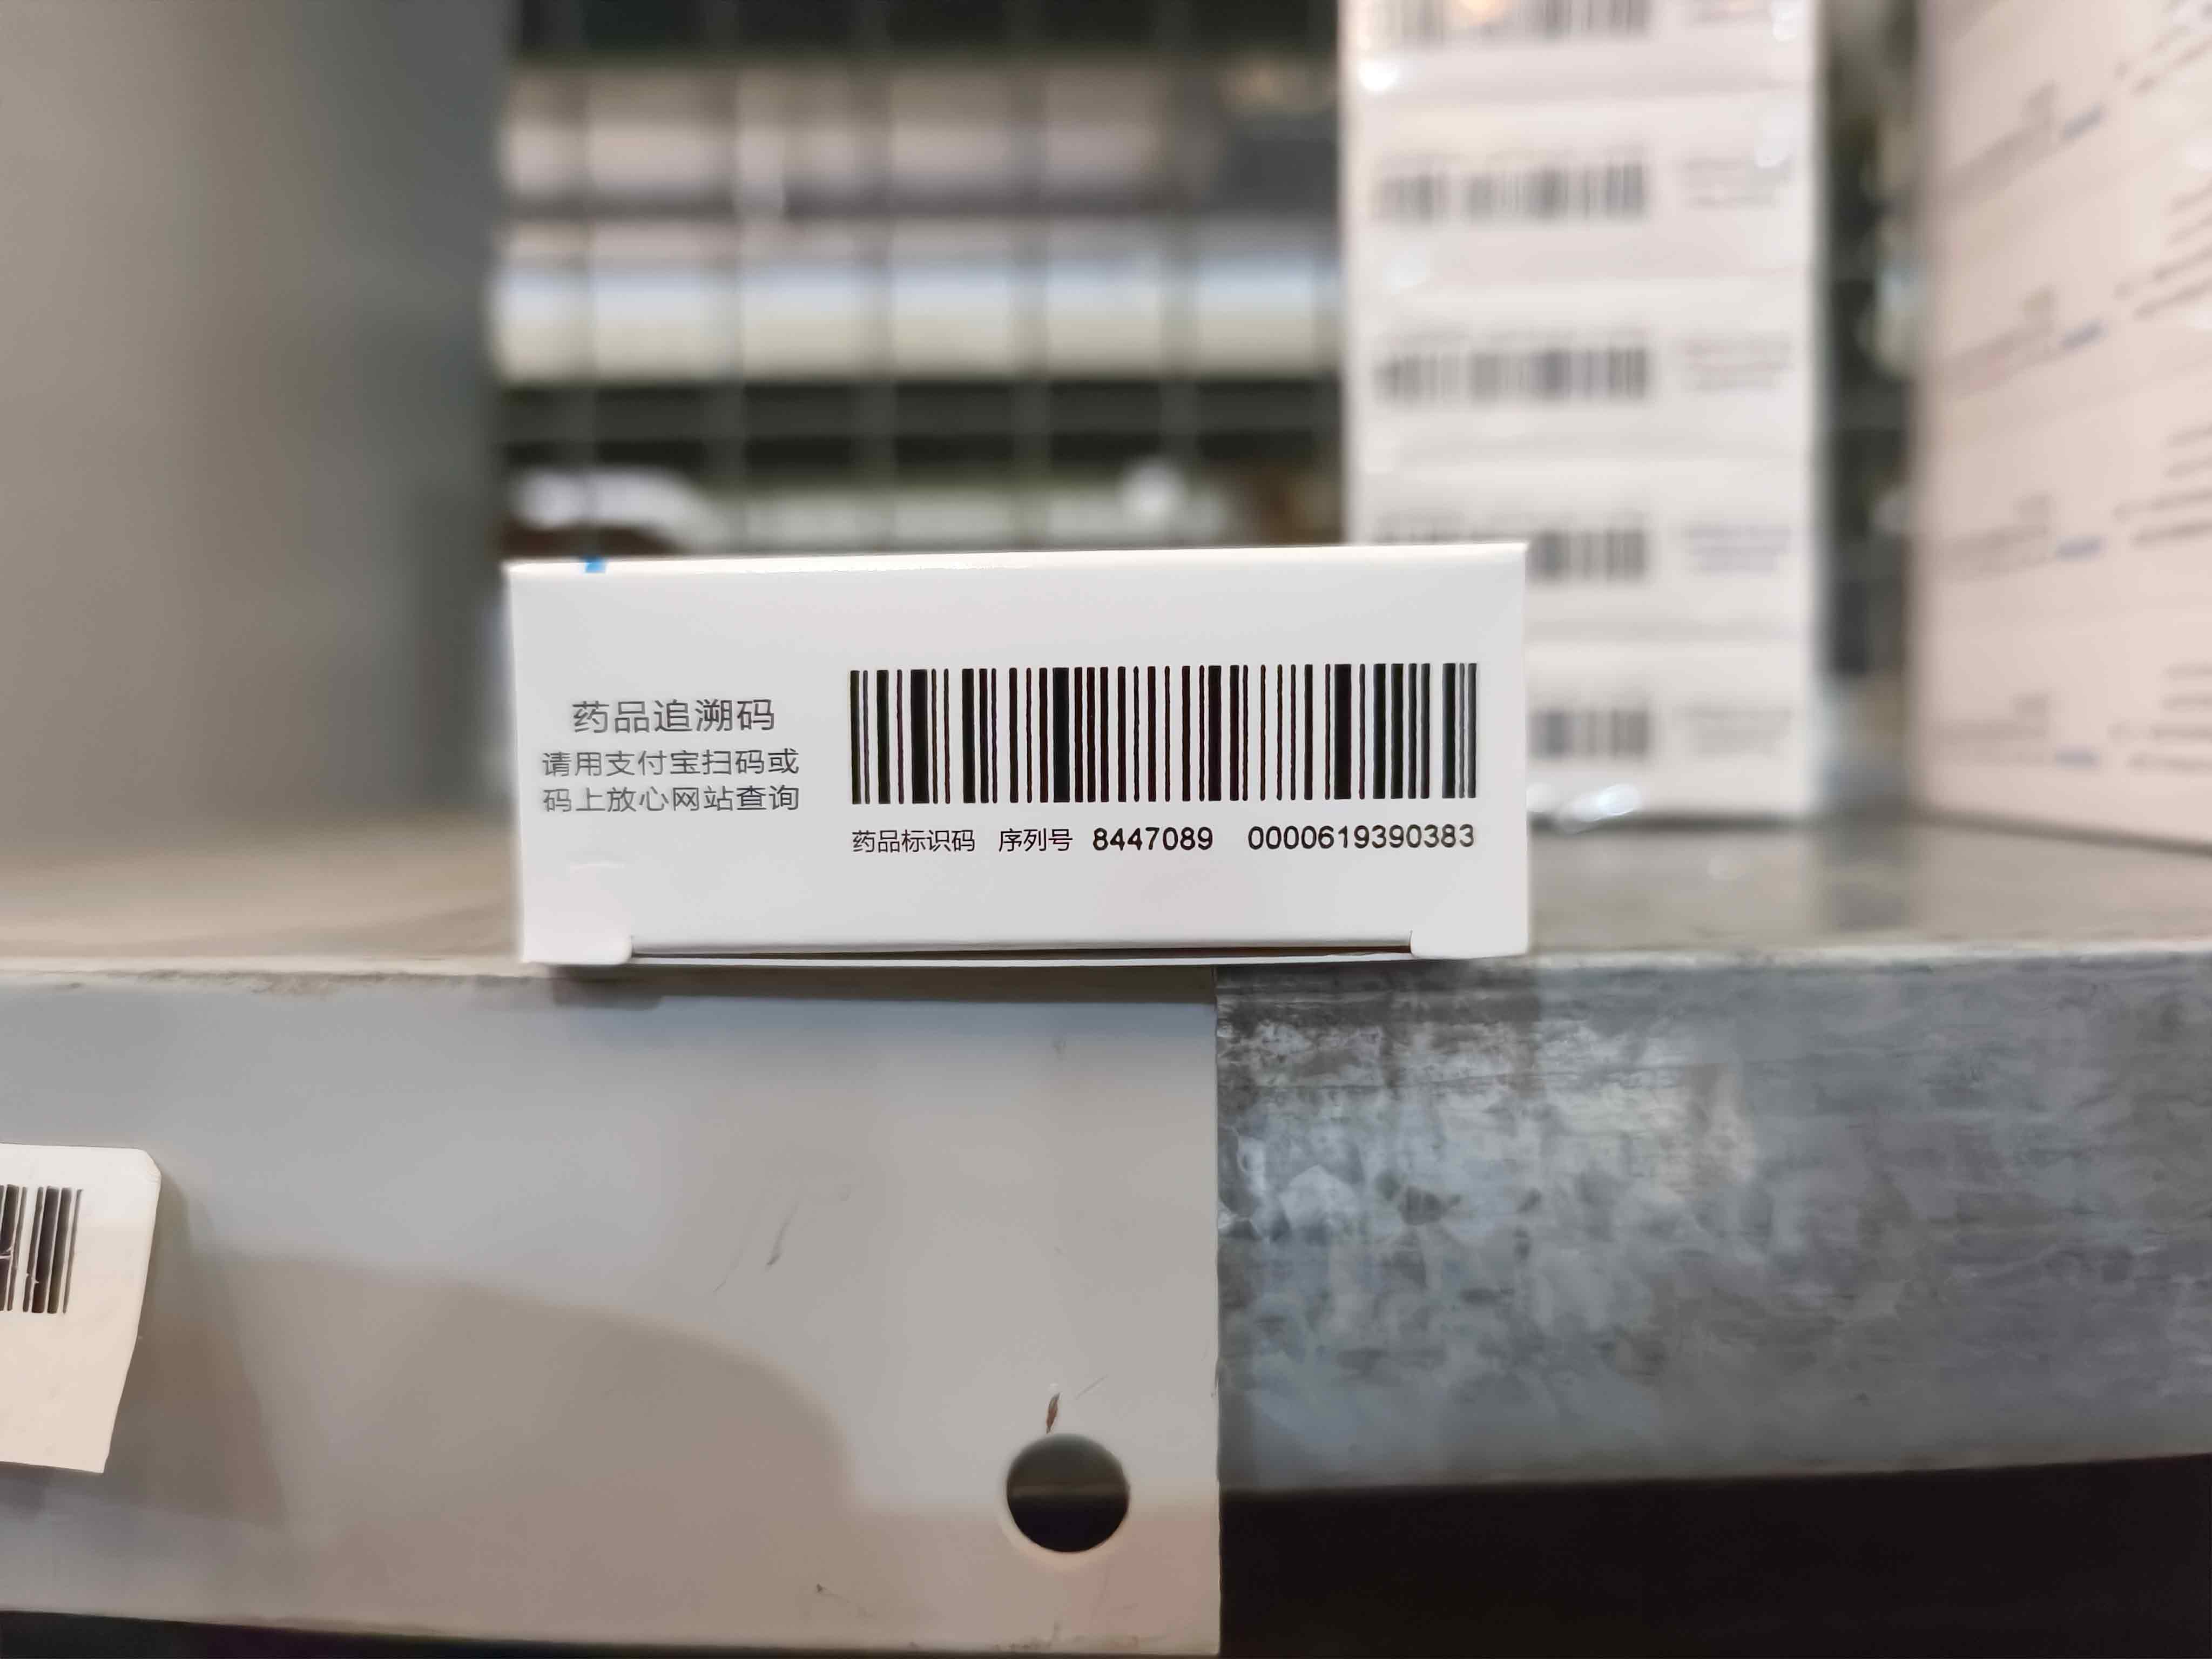 药品追溯码
请用支付宝扫码或
码上放心网站查询
药品标识码 序列号 8447089 0000619390383